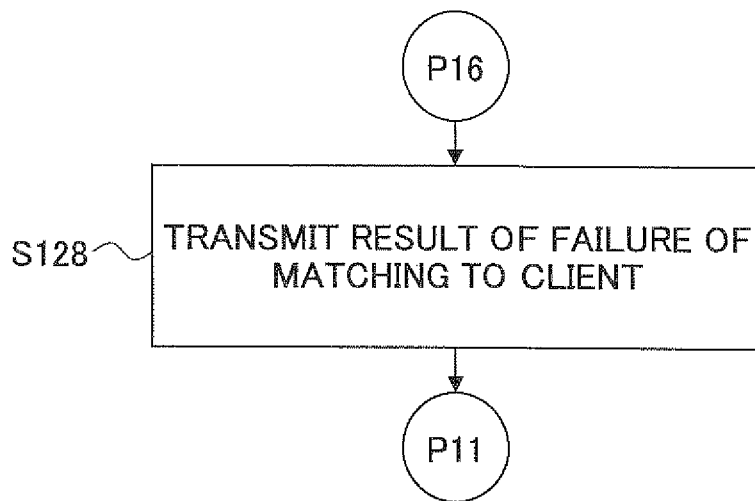 P16
S128
TRANSMIT RESULT OF FAILURE OF
MATCHING TO CLIENT
P11